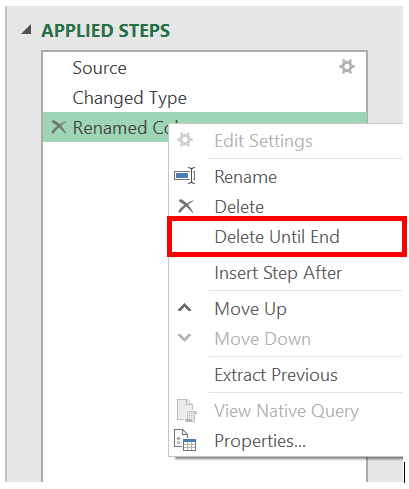 APPLIED STEPS
Source
Changed Type
Renamed Co
Edit Settings
Rename
Delete
Delete Until End
Insert Step After
Move Up
Move Down
Extract Previous
View Native Query
Properties...